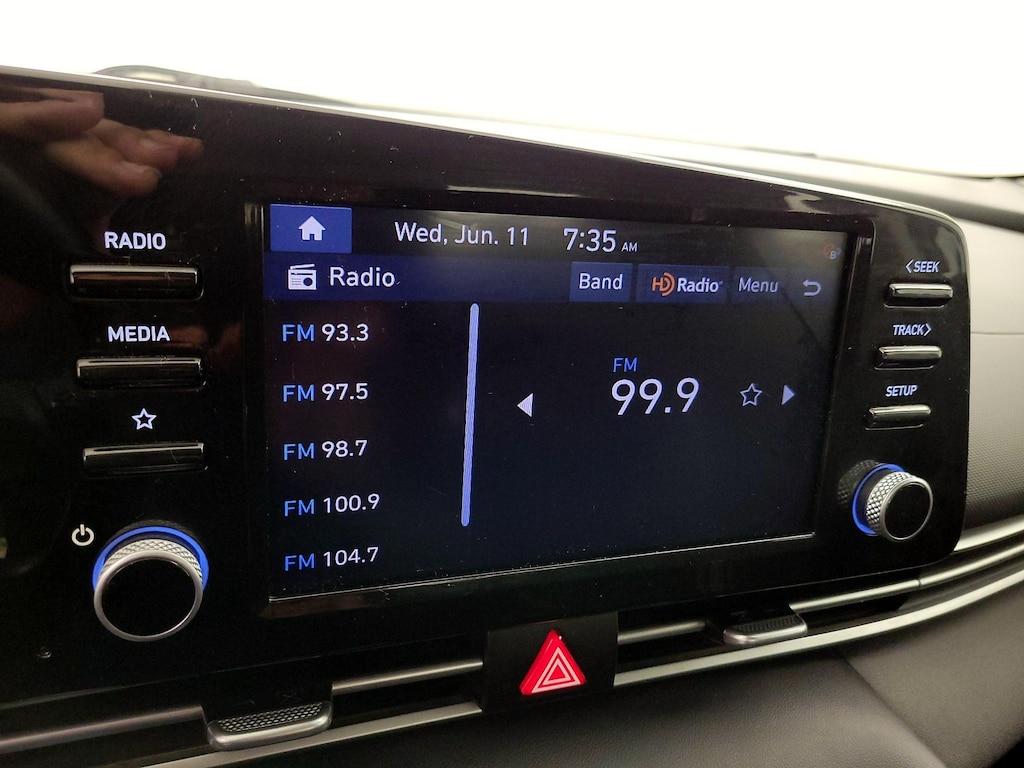 RADIO
MEDIA
Wed, Jun. 11 7:35 AM
Radio Band HD Radio Menu
FM 93.3
FM 97.5
FM 98.7
FM 100.9
FM 104.7
FM
99.9
SEEK
TRACK
SETUP